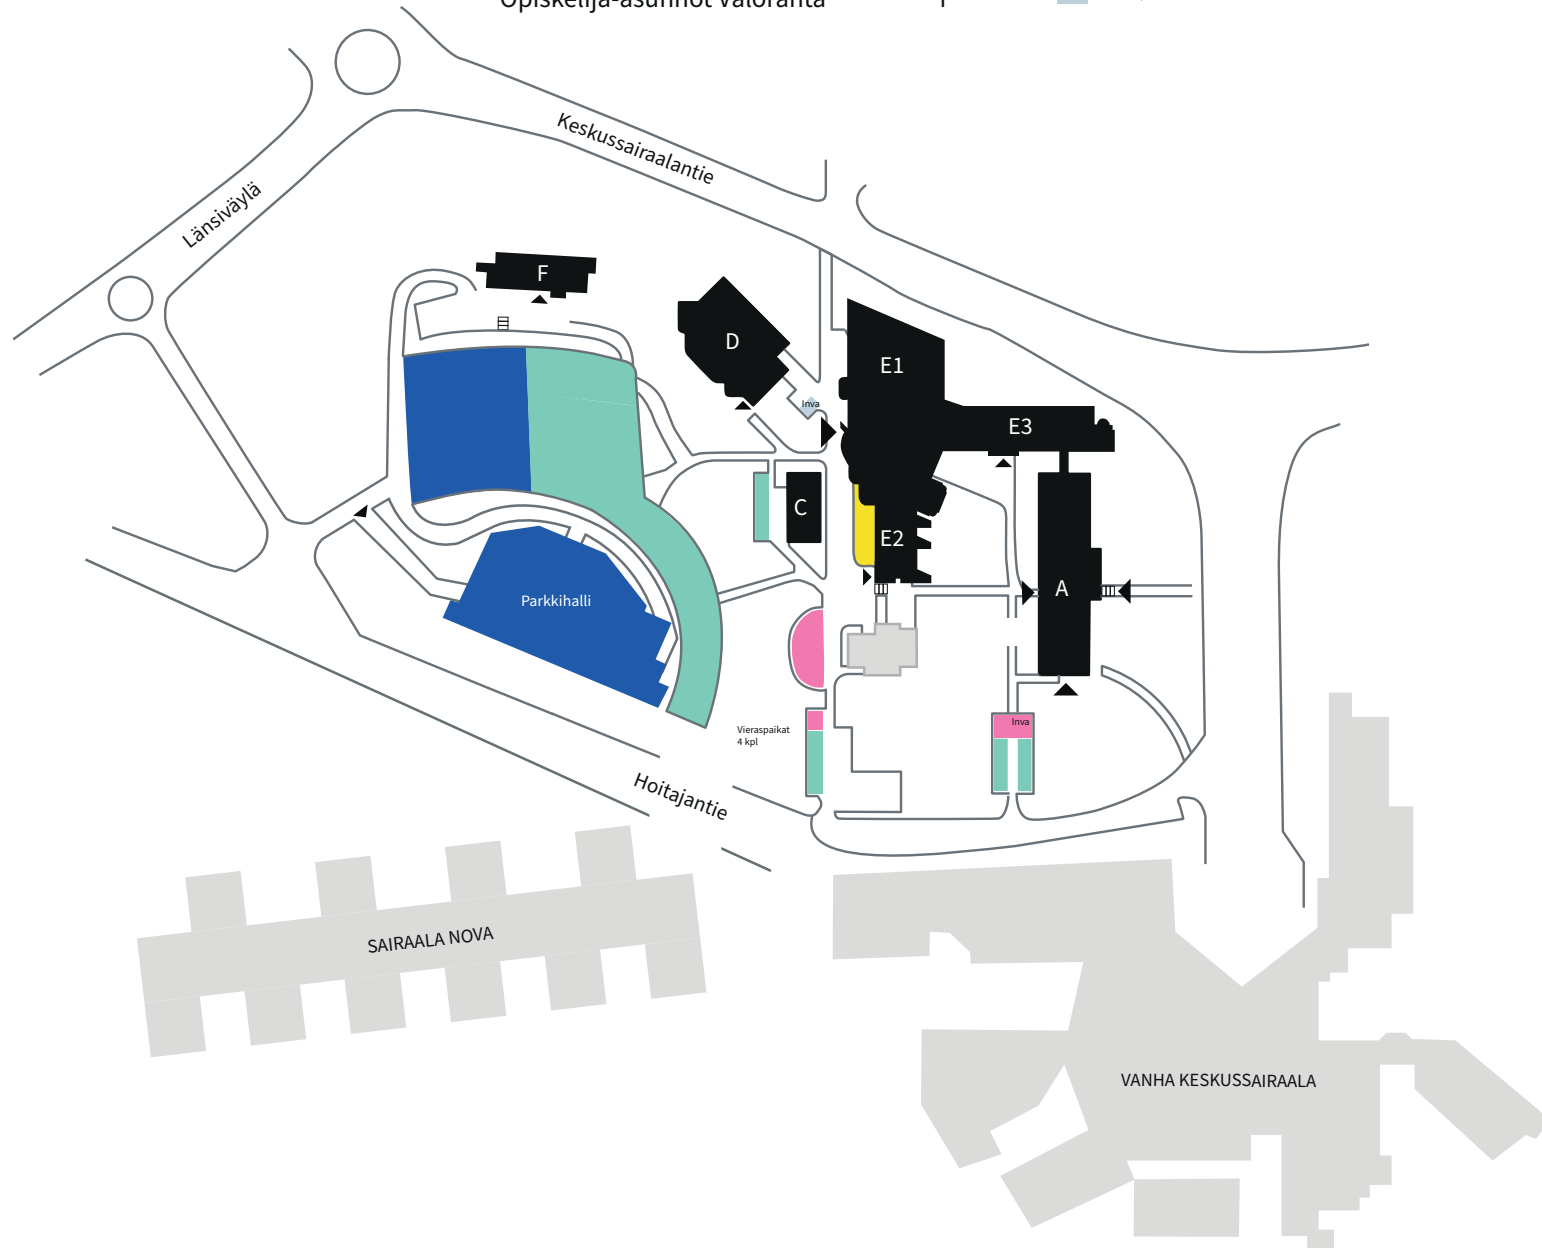 Opiskelija-asunnot Valoranta
Keskussairaalantie
Länsiväylä
F
D
E1
Inva
E3
C
E2
A
Parkkihalli
Inva
Vieraspaikat
4 kpl
Hoitajantie
SAIRAALA NOVA
VANHA KESKUSSAIRAALA